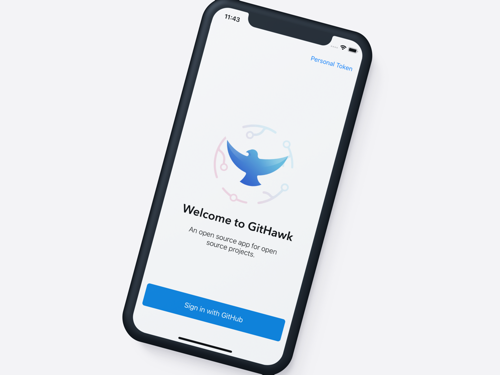 11:43
Personal Token
Welcome to GitHawk
An open source app for open
source projects.
Sign in with GitHub